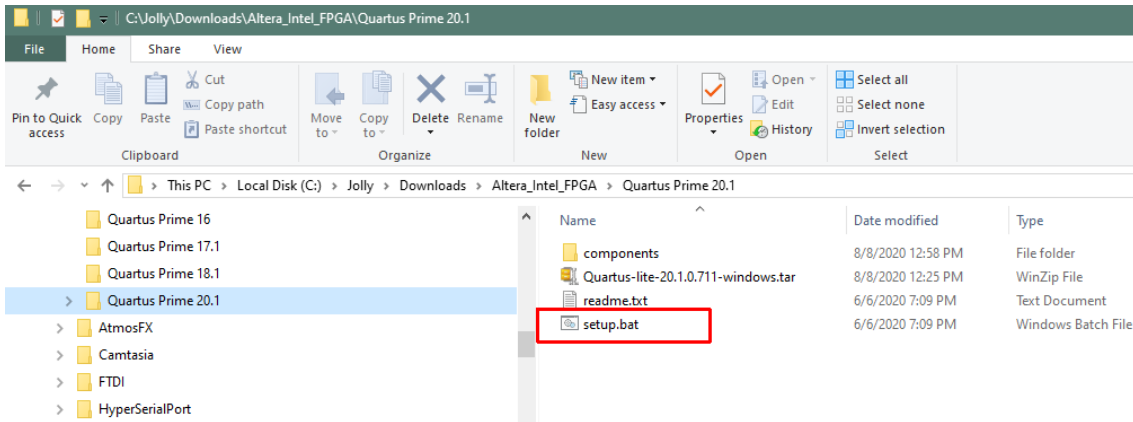 C:\Jolly\Downloads\Altera_Intel_FPGA\Quartus Prime 20.1
File Home Share View
Pin to Quick access
Copy
Paste
Cut
Copy path
Paste shortcut
Clipboard
Move to
Copy to
Delete
Rename
Organize
New folder
New item
Easy access
New
Properties
Open
Edit
History
Open
Select all
Select none
Invert selection
Select
This PC > Local Disk (C:) > Jolly > Downloads > Altera_Intel_FPGA > Quartus Prime 20.1
Quartus Prime 16
Quartus Prime 17.1
Quartus Prime 18.1
Quartus Prime 20.1
AtmosFX
Camtasia
FTDI
HyperSerialPort
Name Date modified Type
components 8/8/2020 12:58 PM File folder
Quartus-lite-20.1.0.711-windows.tar 8/8/2020 12:25 PM WinZip File
readme.txt 6/6/2020 7:09 PM Text Document
setup.bat 6/6/2020 7:09 PM Windows Batch File